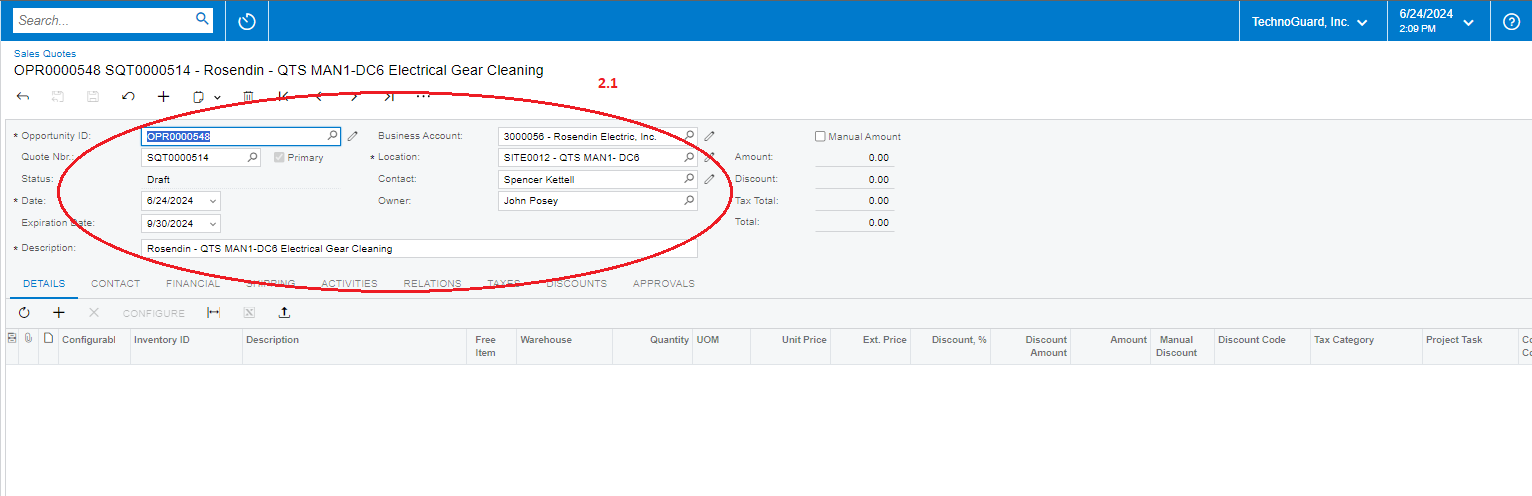 Search...
TechnoGuard, Inc.
6/24/2024
2:09 PM
Sales Quotes
OPR0000548 SQT0000514 - Rosendin - QTS MAN1-DC6 Electrical Gear Cleaning
2.1
* Opportunity ID: OPR0000548 Business Account: 3000056 - Rosendin Electric, Inc. Manual Amount
Quote Nbr.: SQT0000514 Primary * Location: SITE0012 - QTS MAN1- DC6 Amount: 0.00
Status: Draft Contact: Spencer Kettell Discount: 0.00
* Date: 6/24/2024 Owner: John Posey Tax Total: 0.00
Expiration Date: 9/30/2024 Total: 0.00
* Description: Rosendin - QTS MAN1-DC6 Electrical Gear Cleaning
DETAILS CONTACT FINANCIAL SHIPPING ACTIVITIES RELATIONS TAXES DISCOUNTS APPROVALS
CONFIGURE
Configurabl Inventory ID Description Free Item Warehouse Quantity UOM Unit Price Ext. Price Discount, % Discount Amount Amount Manual Discount Discount Code Tax Category Project Task Co Co